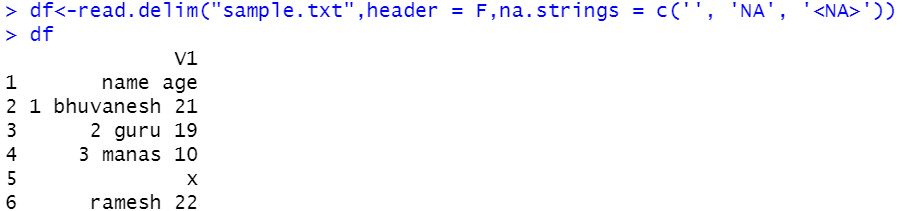 > df<-read.delim("sample.txt",header = F,na.strings = c('', 'NA', '<NA>'))
> df
V1
1 name age
2 1 bhuvanesh 21
3 2 guru 19
4 3 manas 10
5 x
6 ramesh 22